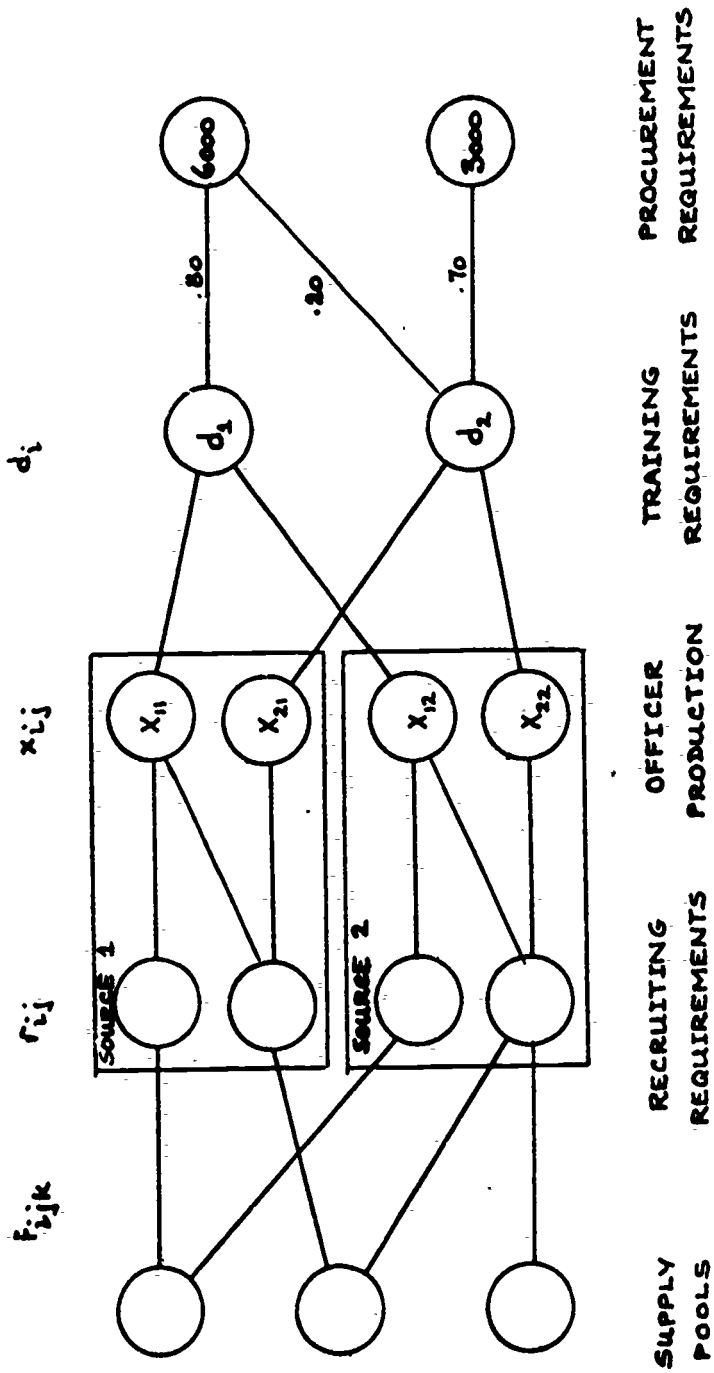 r_ij
x_ij
d_i
SOURCE 1
X₁₁
d₁
.80
6000
X₂₁
.20
SOURCE 2
X₁₂
d₂
.70
3000
X₂₂
SUPPLY
POOLS
RECRUITING
REQUIREMENTS
OFFICER
PRODUCTION
TRAINING
REQUIREMENTS
PROCUREMENT
REQUIREMENTS